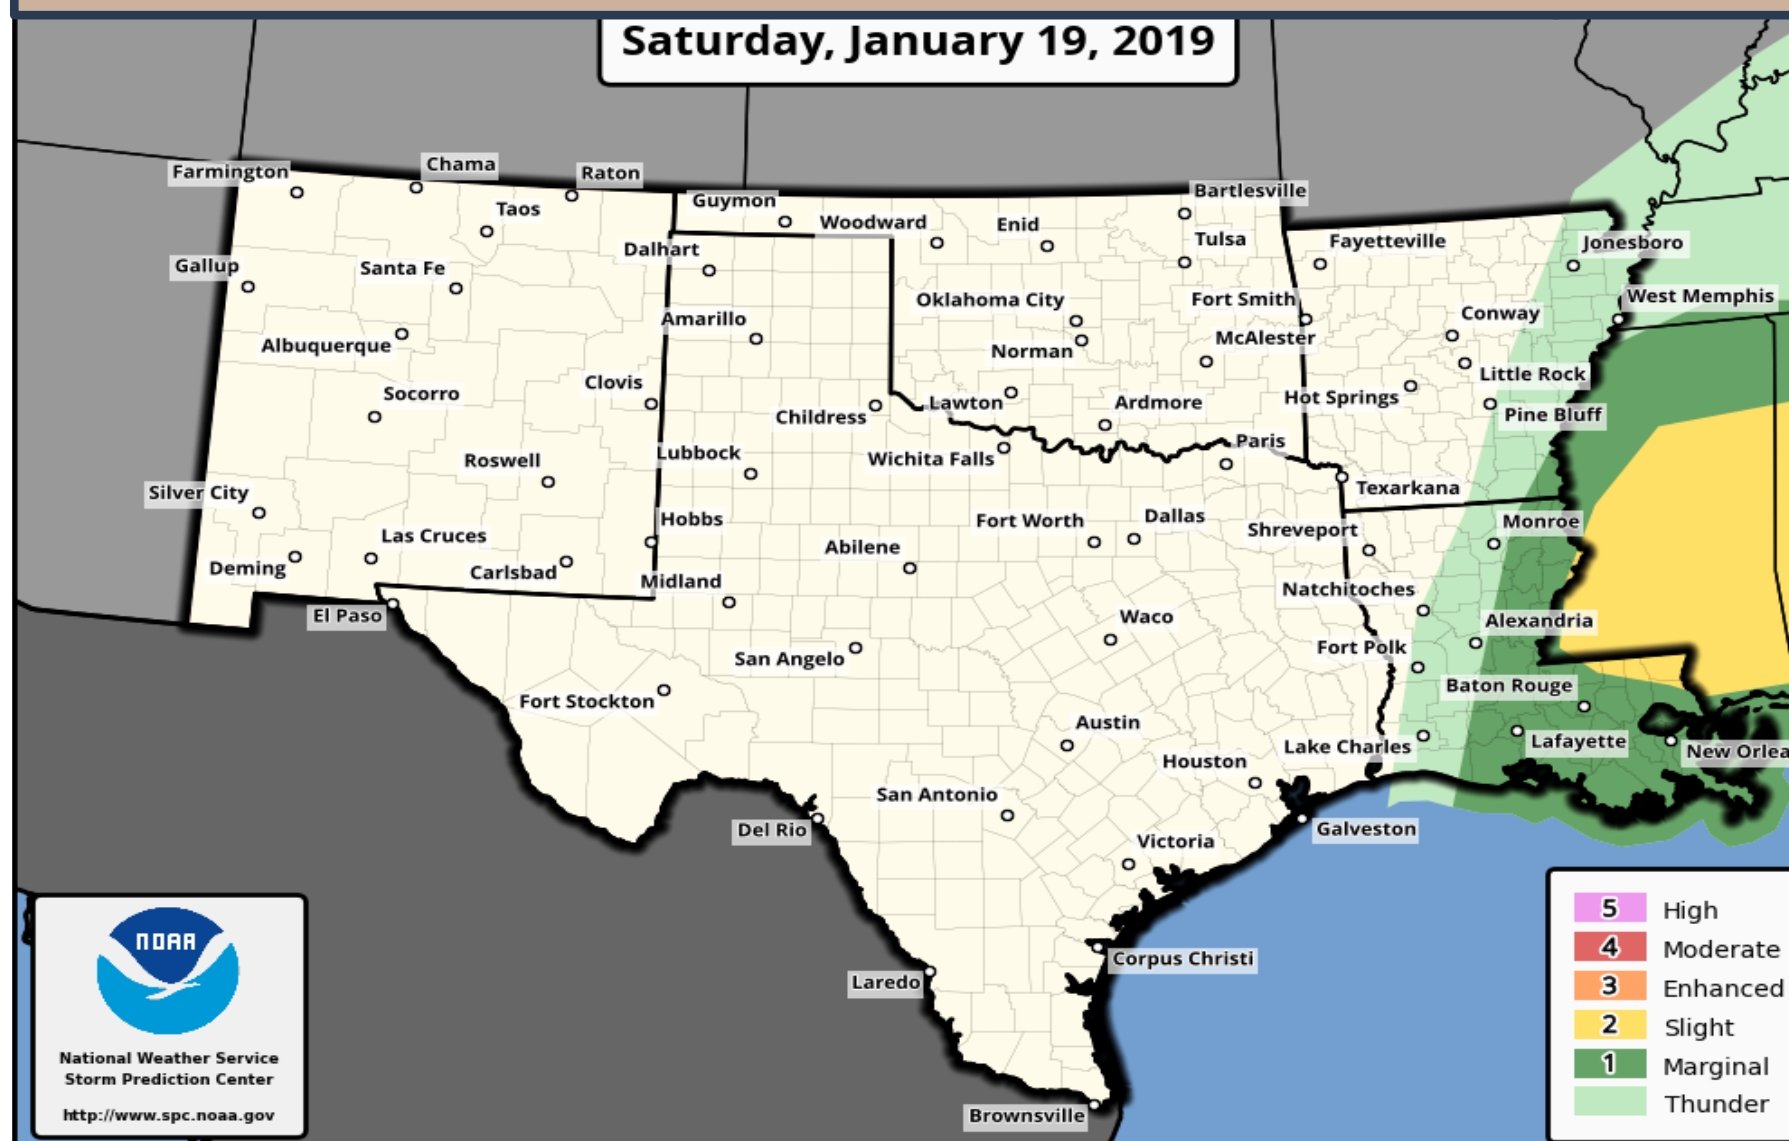 Saturday, January 19, 2019
Farmington
Chama
Raton
Taos
Guymon
Woodward
Enid
Bartlesville
Tulsa
Fayetteville
Jonesboro
Gallup
Santa Fe
Dalhart
Oklahoma City
Fort Smith
Conway
West Memphis
Albuquerque
Amarillo
Norman
McAlester
Little Rock
Socorro
Clovis
Childress
Lawton
Ardmore
Hot Springs
Pine Bluff
Roswell
Lubbock
Wichita Falls
Paris
Texarkana
Silver City
Hobbs
Fort Worth
Dallas
Shreveport
Monroe
Las Cruces
Deming
Carlsbad
Midland
Abilene
Natchitoches
El Paso
San Angelo
Waco
Fort Polk
Alexandria
Fort Stockton
Baton Rouge
Austin
Houston
Lake Charles
Lafayette
New Orlea
San Antonio
Del Rio
Victoria
Galveston
Laredo
Corpus Christi
Brownsville
NOAA
National Weather Service
Storm Prediction Center
http://www.spc.noaa.gov
5 High
4 Moderate
3 Enhanced
2 Slight
1 Marginal
Thunder